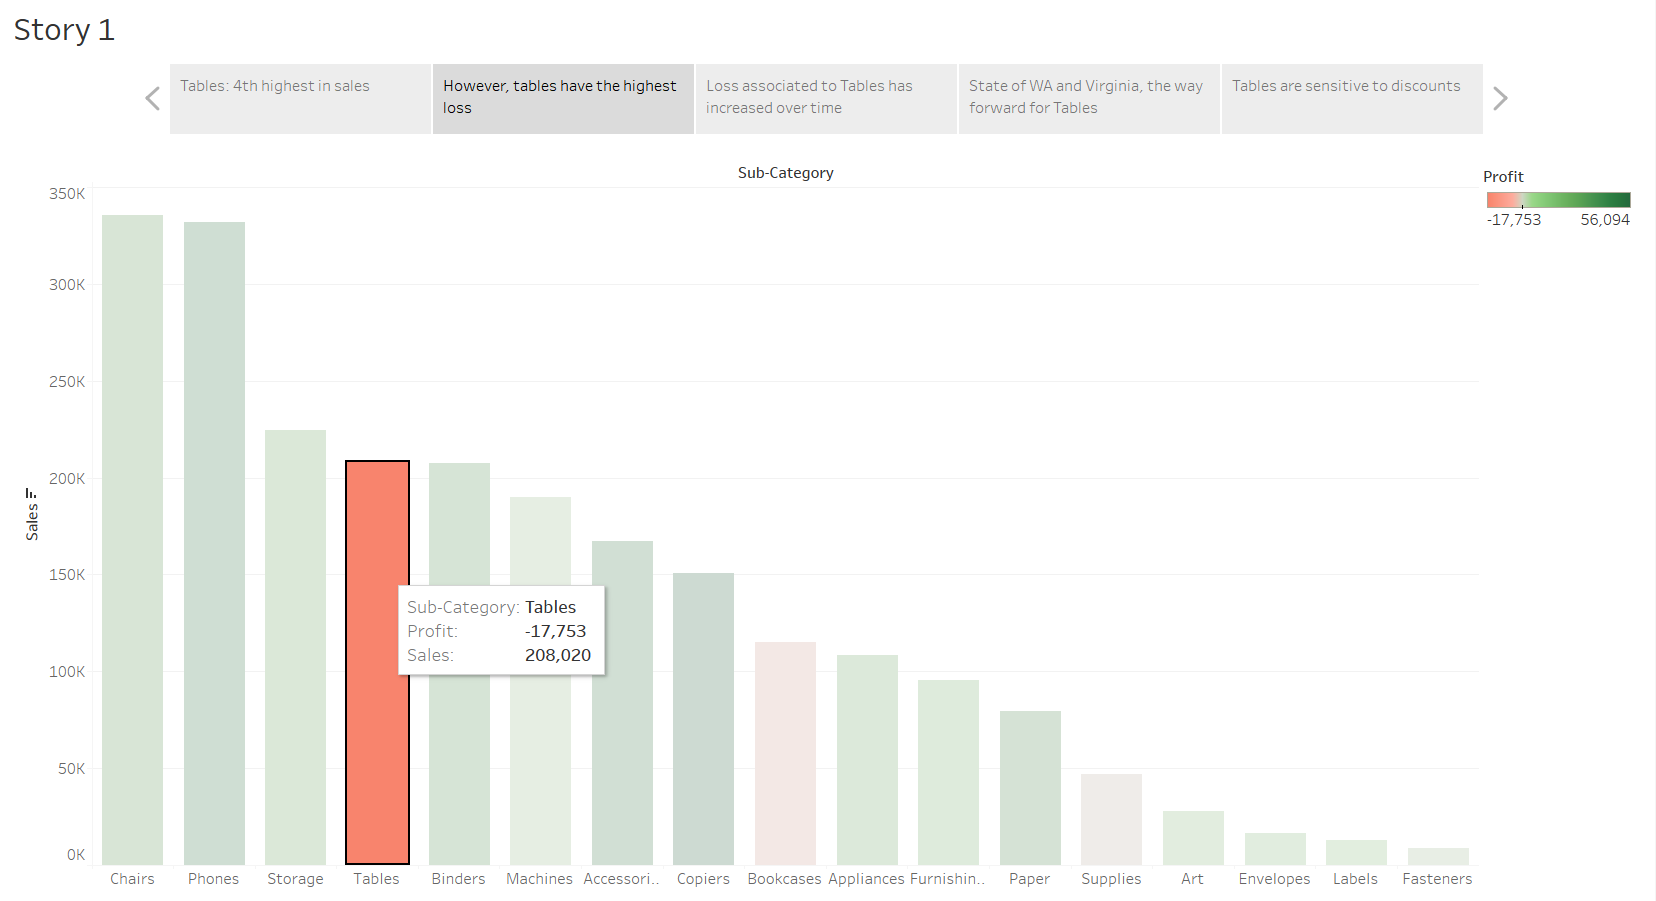 Story 1
Tables: 4th highest in sales
However, tables have the highest
loss
Loss associated to Tables has
increased over time
State of WA and Virginia, the way
forward for Tables
Tables are sensitive to discounts
Sub-Category
Profit
-17,753 56,094
350K
300K
250K
200K
150K
100K
50K
0K
Sales
Sub-Category: Tables
Profit: -17,753
Sales: 208,020
Chairs Phones Storage Tables Binders Machines Accessori.. Copiers Bookcases Appliances Furnishin.. Paper Supplies Art Envelopes Labels Fasteners